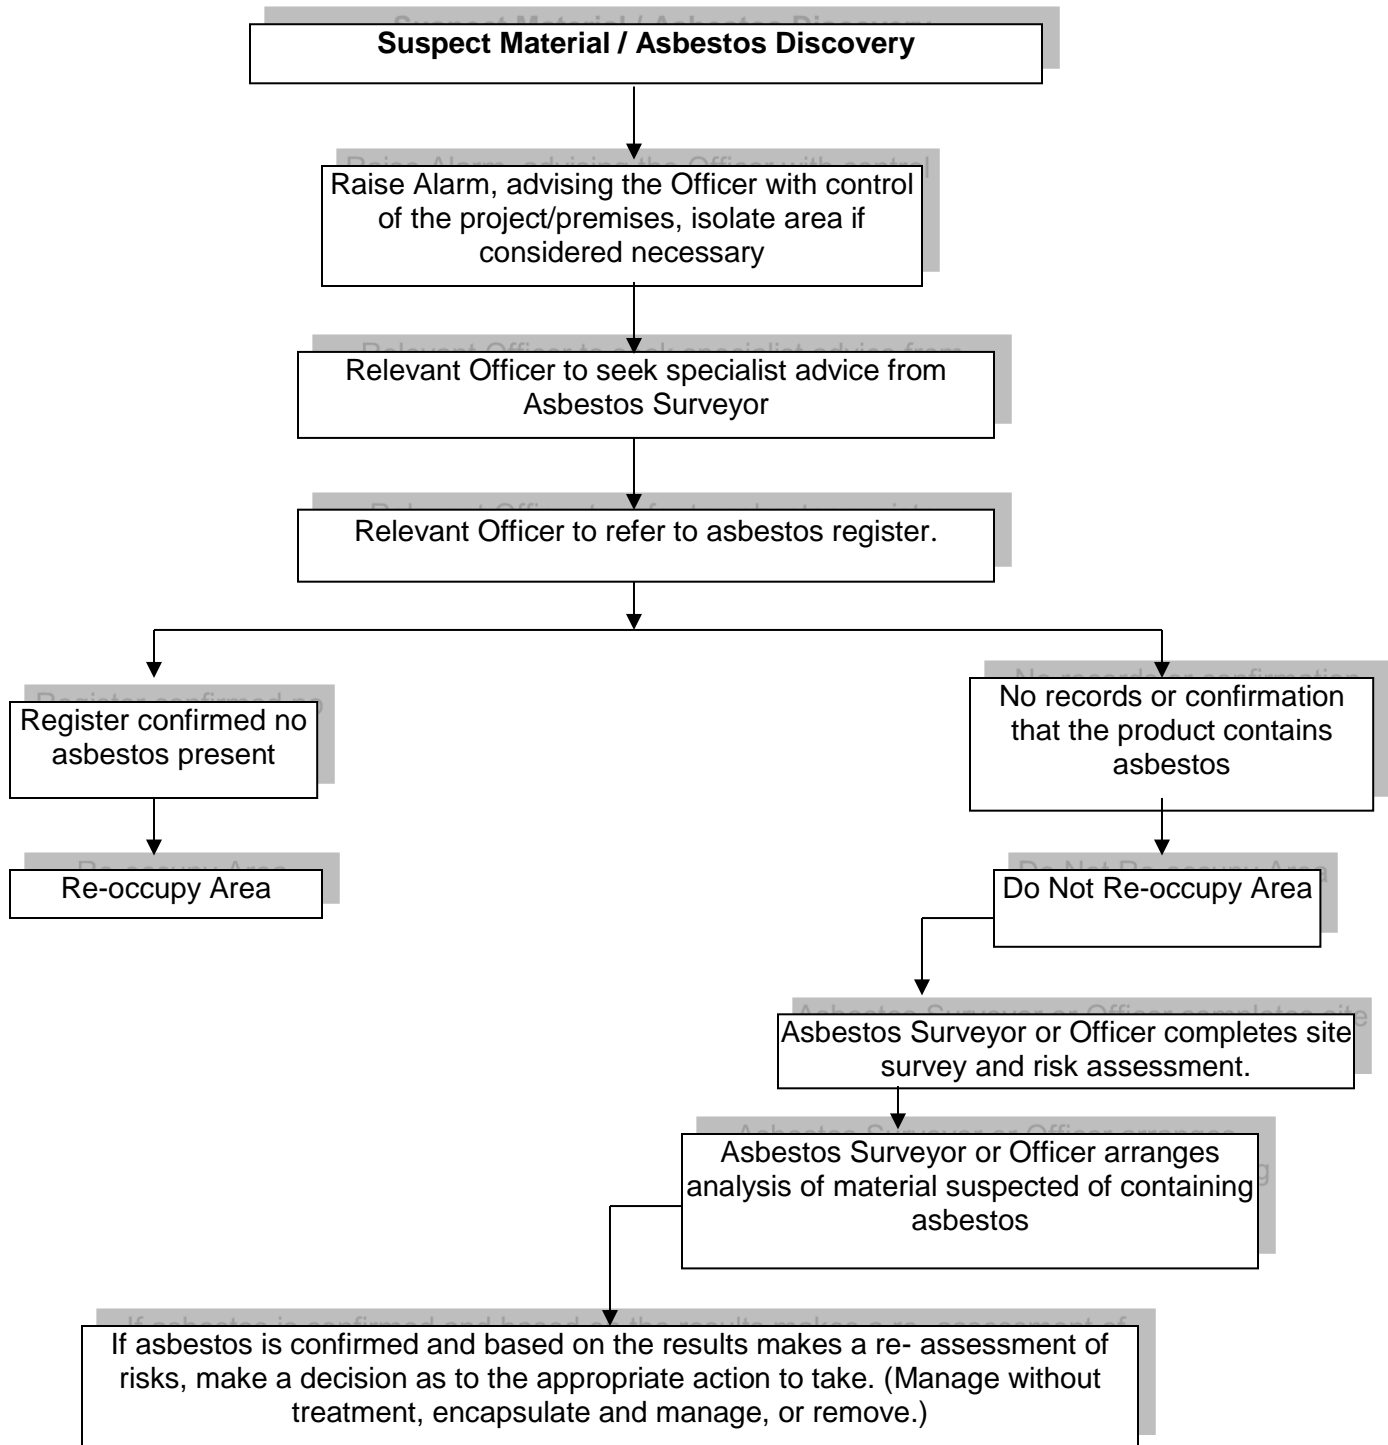 Suspect Material / Asbestos Discovery
Raise Alarm, advising the Officer with control
of the project/premises, isolate area if
considered necessary
Relevant Officer to seek specialist advice from
Asbestos Surveyor
Relevant Officer to refer to asbestos register.
Register confirmed no
asbestos present
Re-occupy Area
No records or confirmation
that the product contains
asbestos
Do Not Re-occupy Area
Asbestos Surveyor or Officer completes site
survey and risk assessment.
Asbestos Surveyor or Officer arranges
analysis of material suspected of containing
asbestos
If asbestos is confirmed and based on the results makes a re- assessment of
risks, make a decision as to the appropriate action to take. (Manage without
treatment, encapsulate and manage, or remove.)